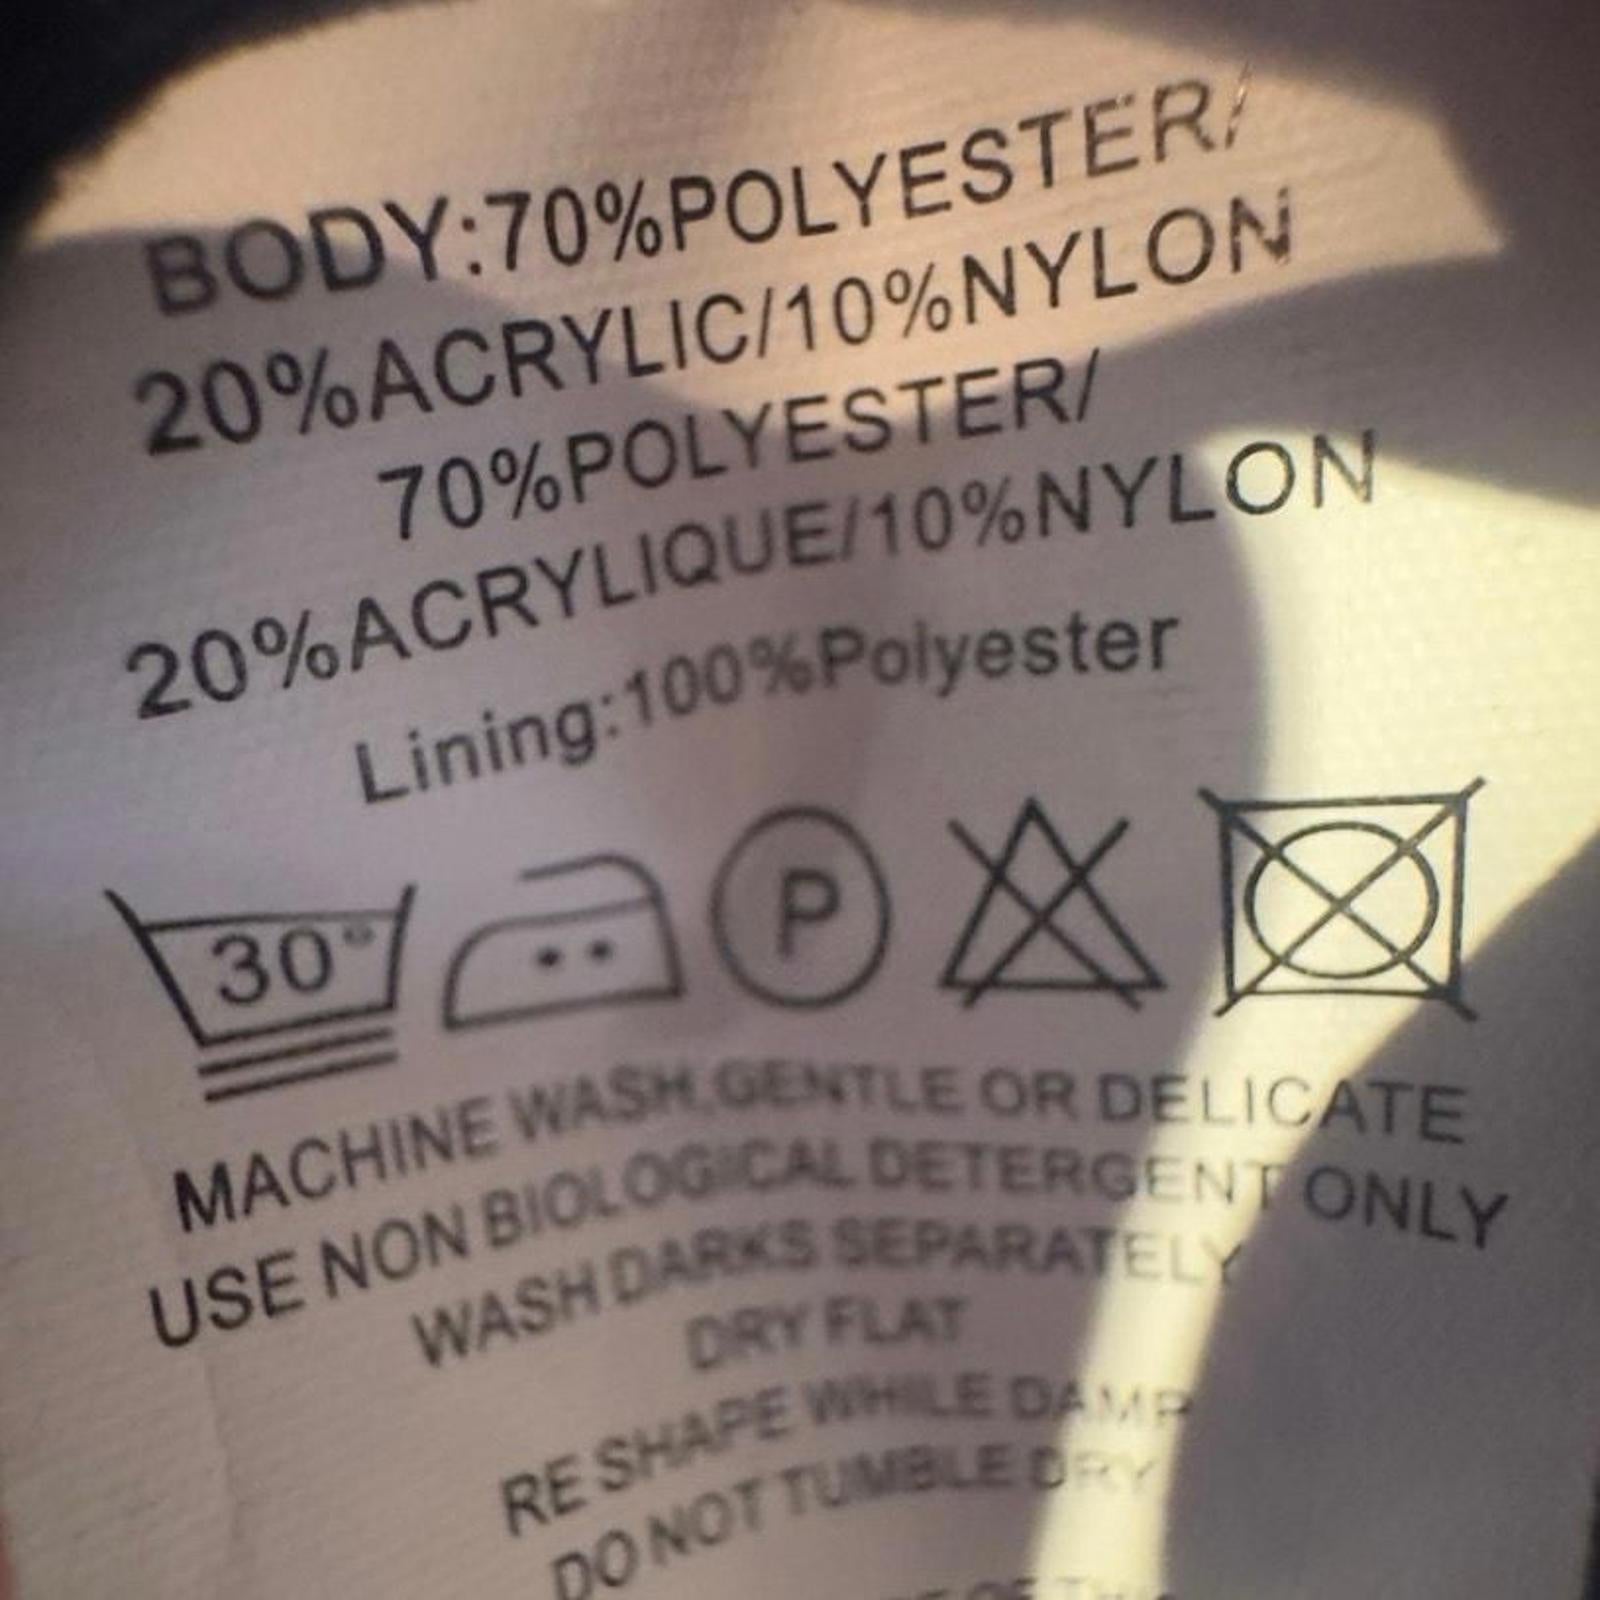 BODY:70%POLYESTER/
20%ACRYLIC/10%NYLON
70%POLYESTER/
20%ACRYLIQUE/10%NYLON
Lining:100%Polyester
30° P
MACHINE WASH,GENTLE OR DELICATE
USE NON BIOLOGICAL DETERGENT ONLY
WASH DARKS SEPARATELY
DRY FLAT
RE SHAPE WHILE DAMP
DO NOT TUMBLE DRY